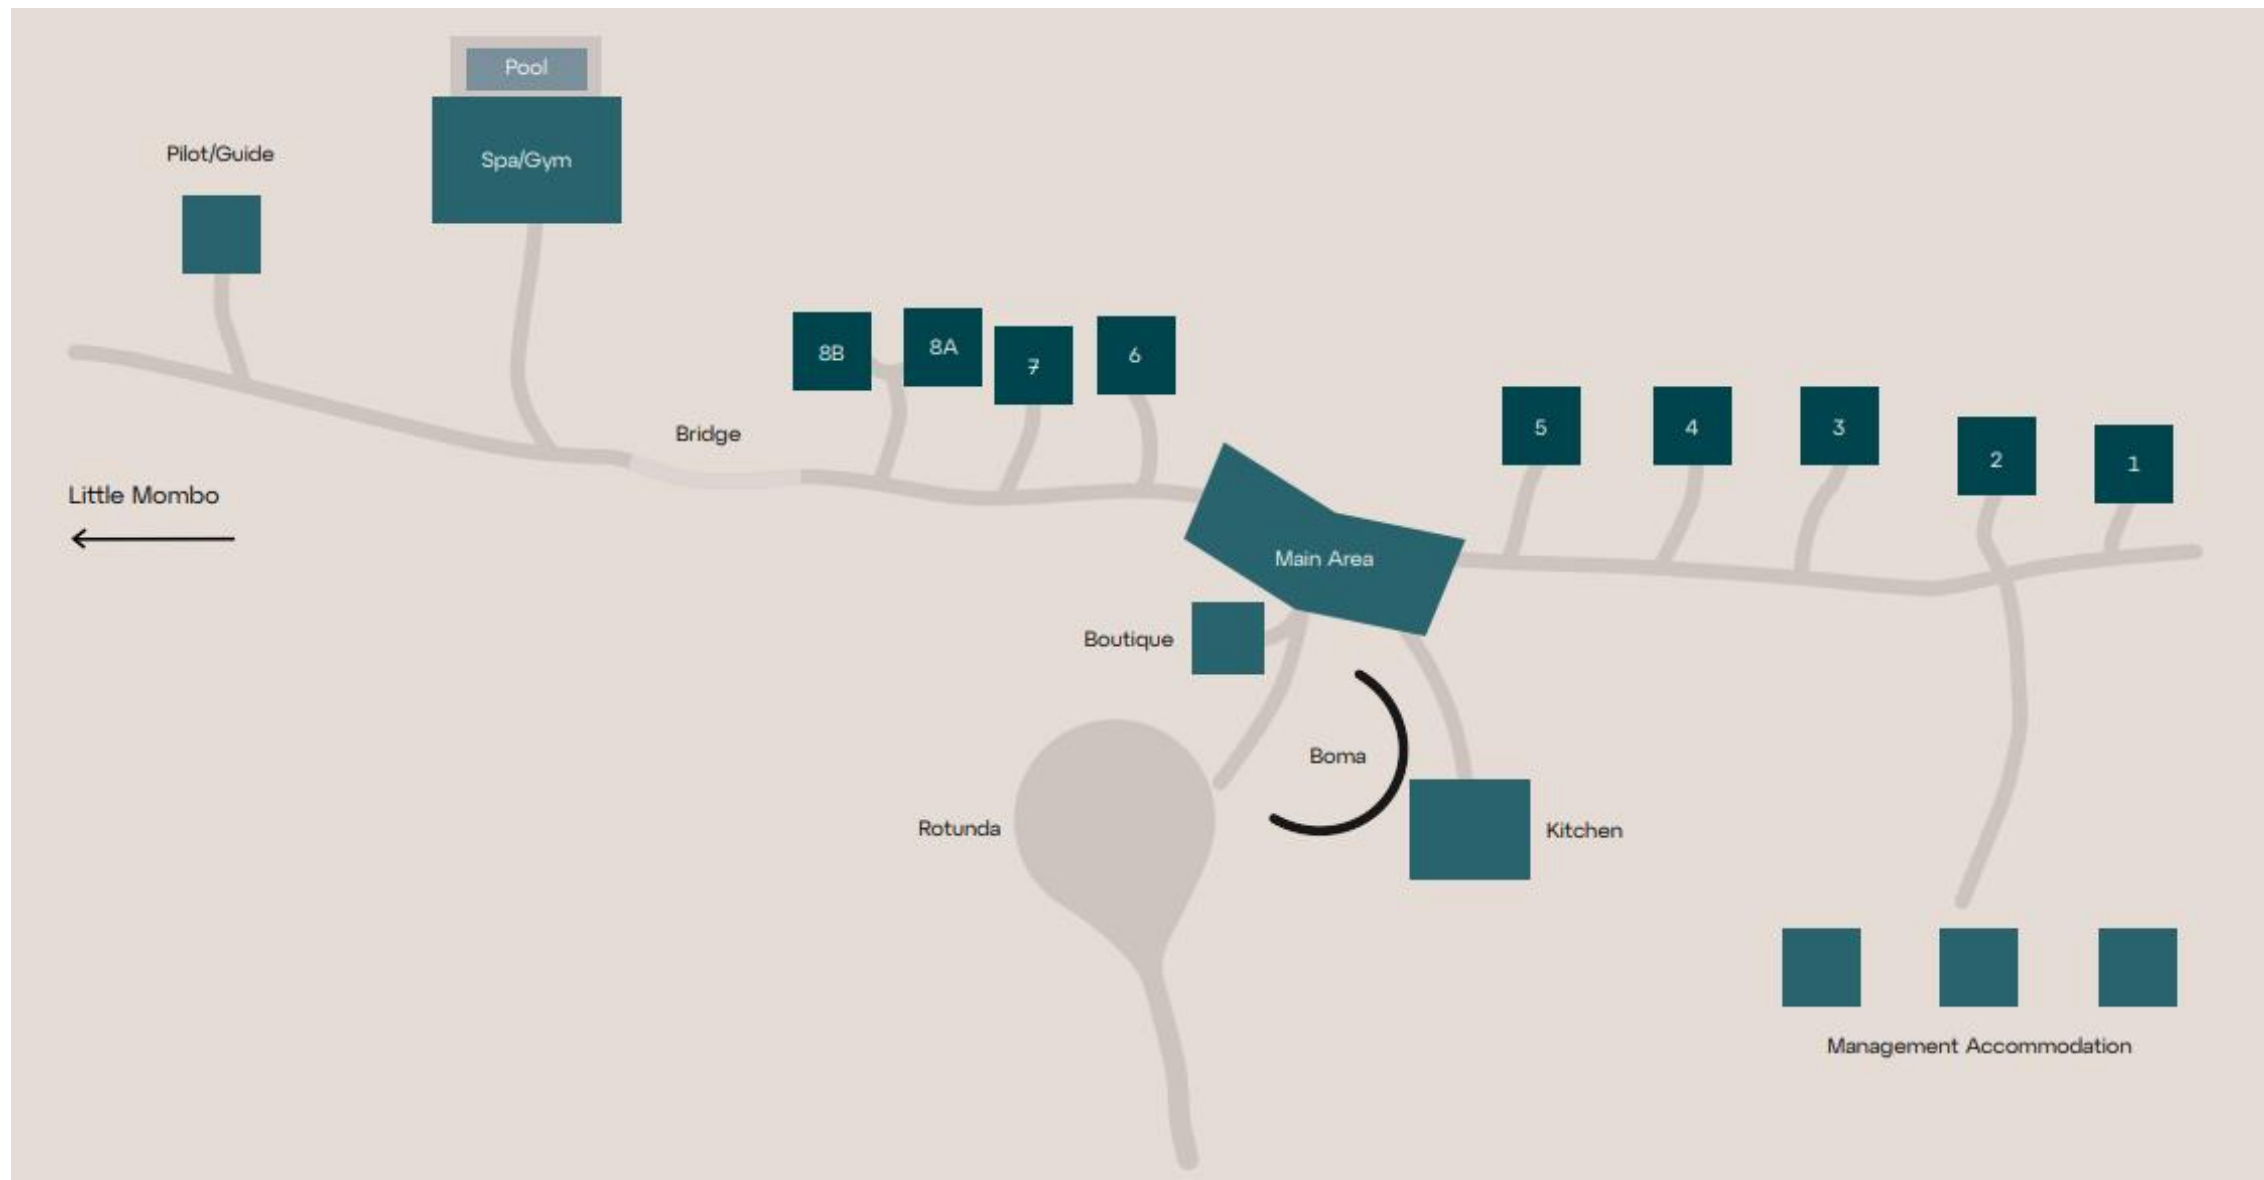 Pool
Spa/Gym
Pilot/Guide
8B
8A
7
6
Bridge
5
4
3
2
1
Little Mombo
Main Area
Boutique
Boma
Rotunda
Kitchen
Management Accommodation